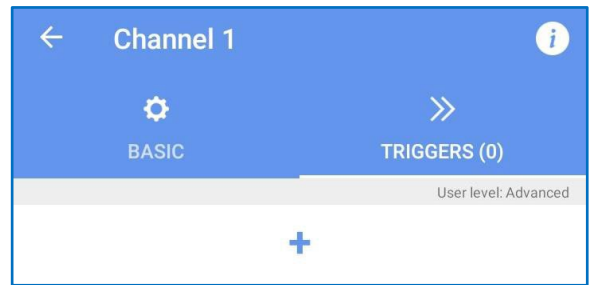 Channel 1
BASIC
TRIGGERS (0)
User level: Advanced